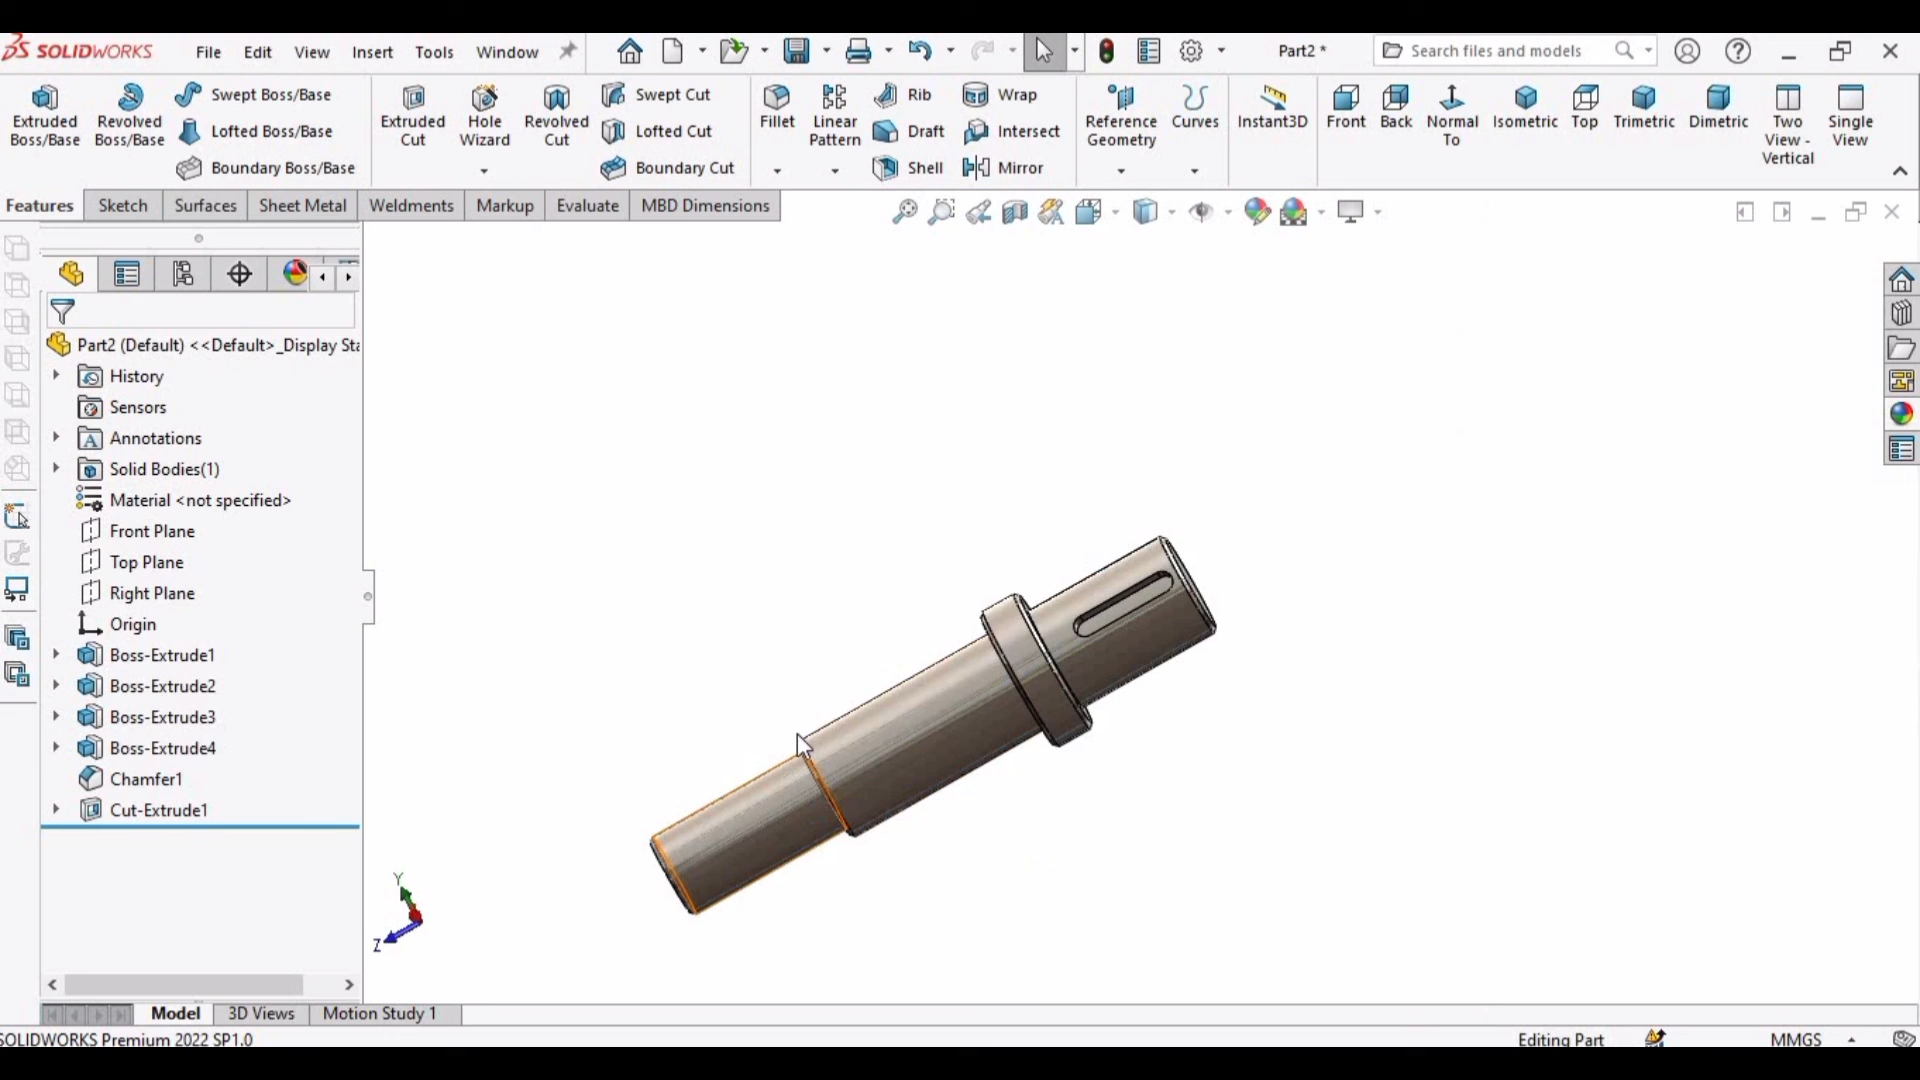 SOLIDWORKS File Edit View Insert Tools Window Part2 * Search files and models
Extruded Boss/Base
Revolved Boss/Base
Swept Boss/Base
Lofted Boss/Base
Boundary Boss/Base
Extruded Cut
Hole Wizard
Revolved Cut
Swept Cut
Lofted Cut
Boundary Cut
Fillet
Linear Pattern
Rib
Draft
Shell
Wrap
Intersect
Mirror
Reference Geometry
Curves
Instant3D
Front
Back
Normal To
Isometric
Top
Trimetric
Dimetric
Two View - Vertical
Single View
Features Sketch Surfaces Sheet Metal Weldments Markup Evaluate MBD Dimensions
Part2 (Default) <<Default>_Display Sta
History
Sensors
A Annotations
Solid Bodies(1)
Material <not specified>
Front Plane
Top Plane
Right Plane
Origin
Boss-Extrude1
Boss-Extrude2
Boss-Extrude3
Boss-Extrude4
Chamfer1
Cut-Extrude1
Y
Z
Model 3D Views Motion Study 1
SOLIDWORKS Premium 2022 SP1.0 Editing Part MMGS